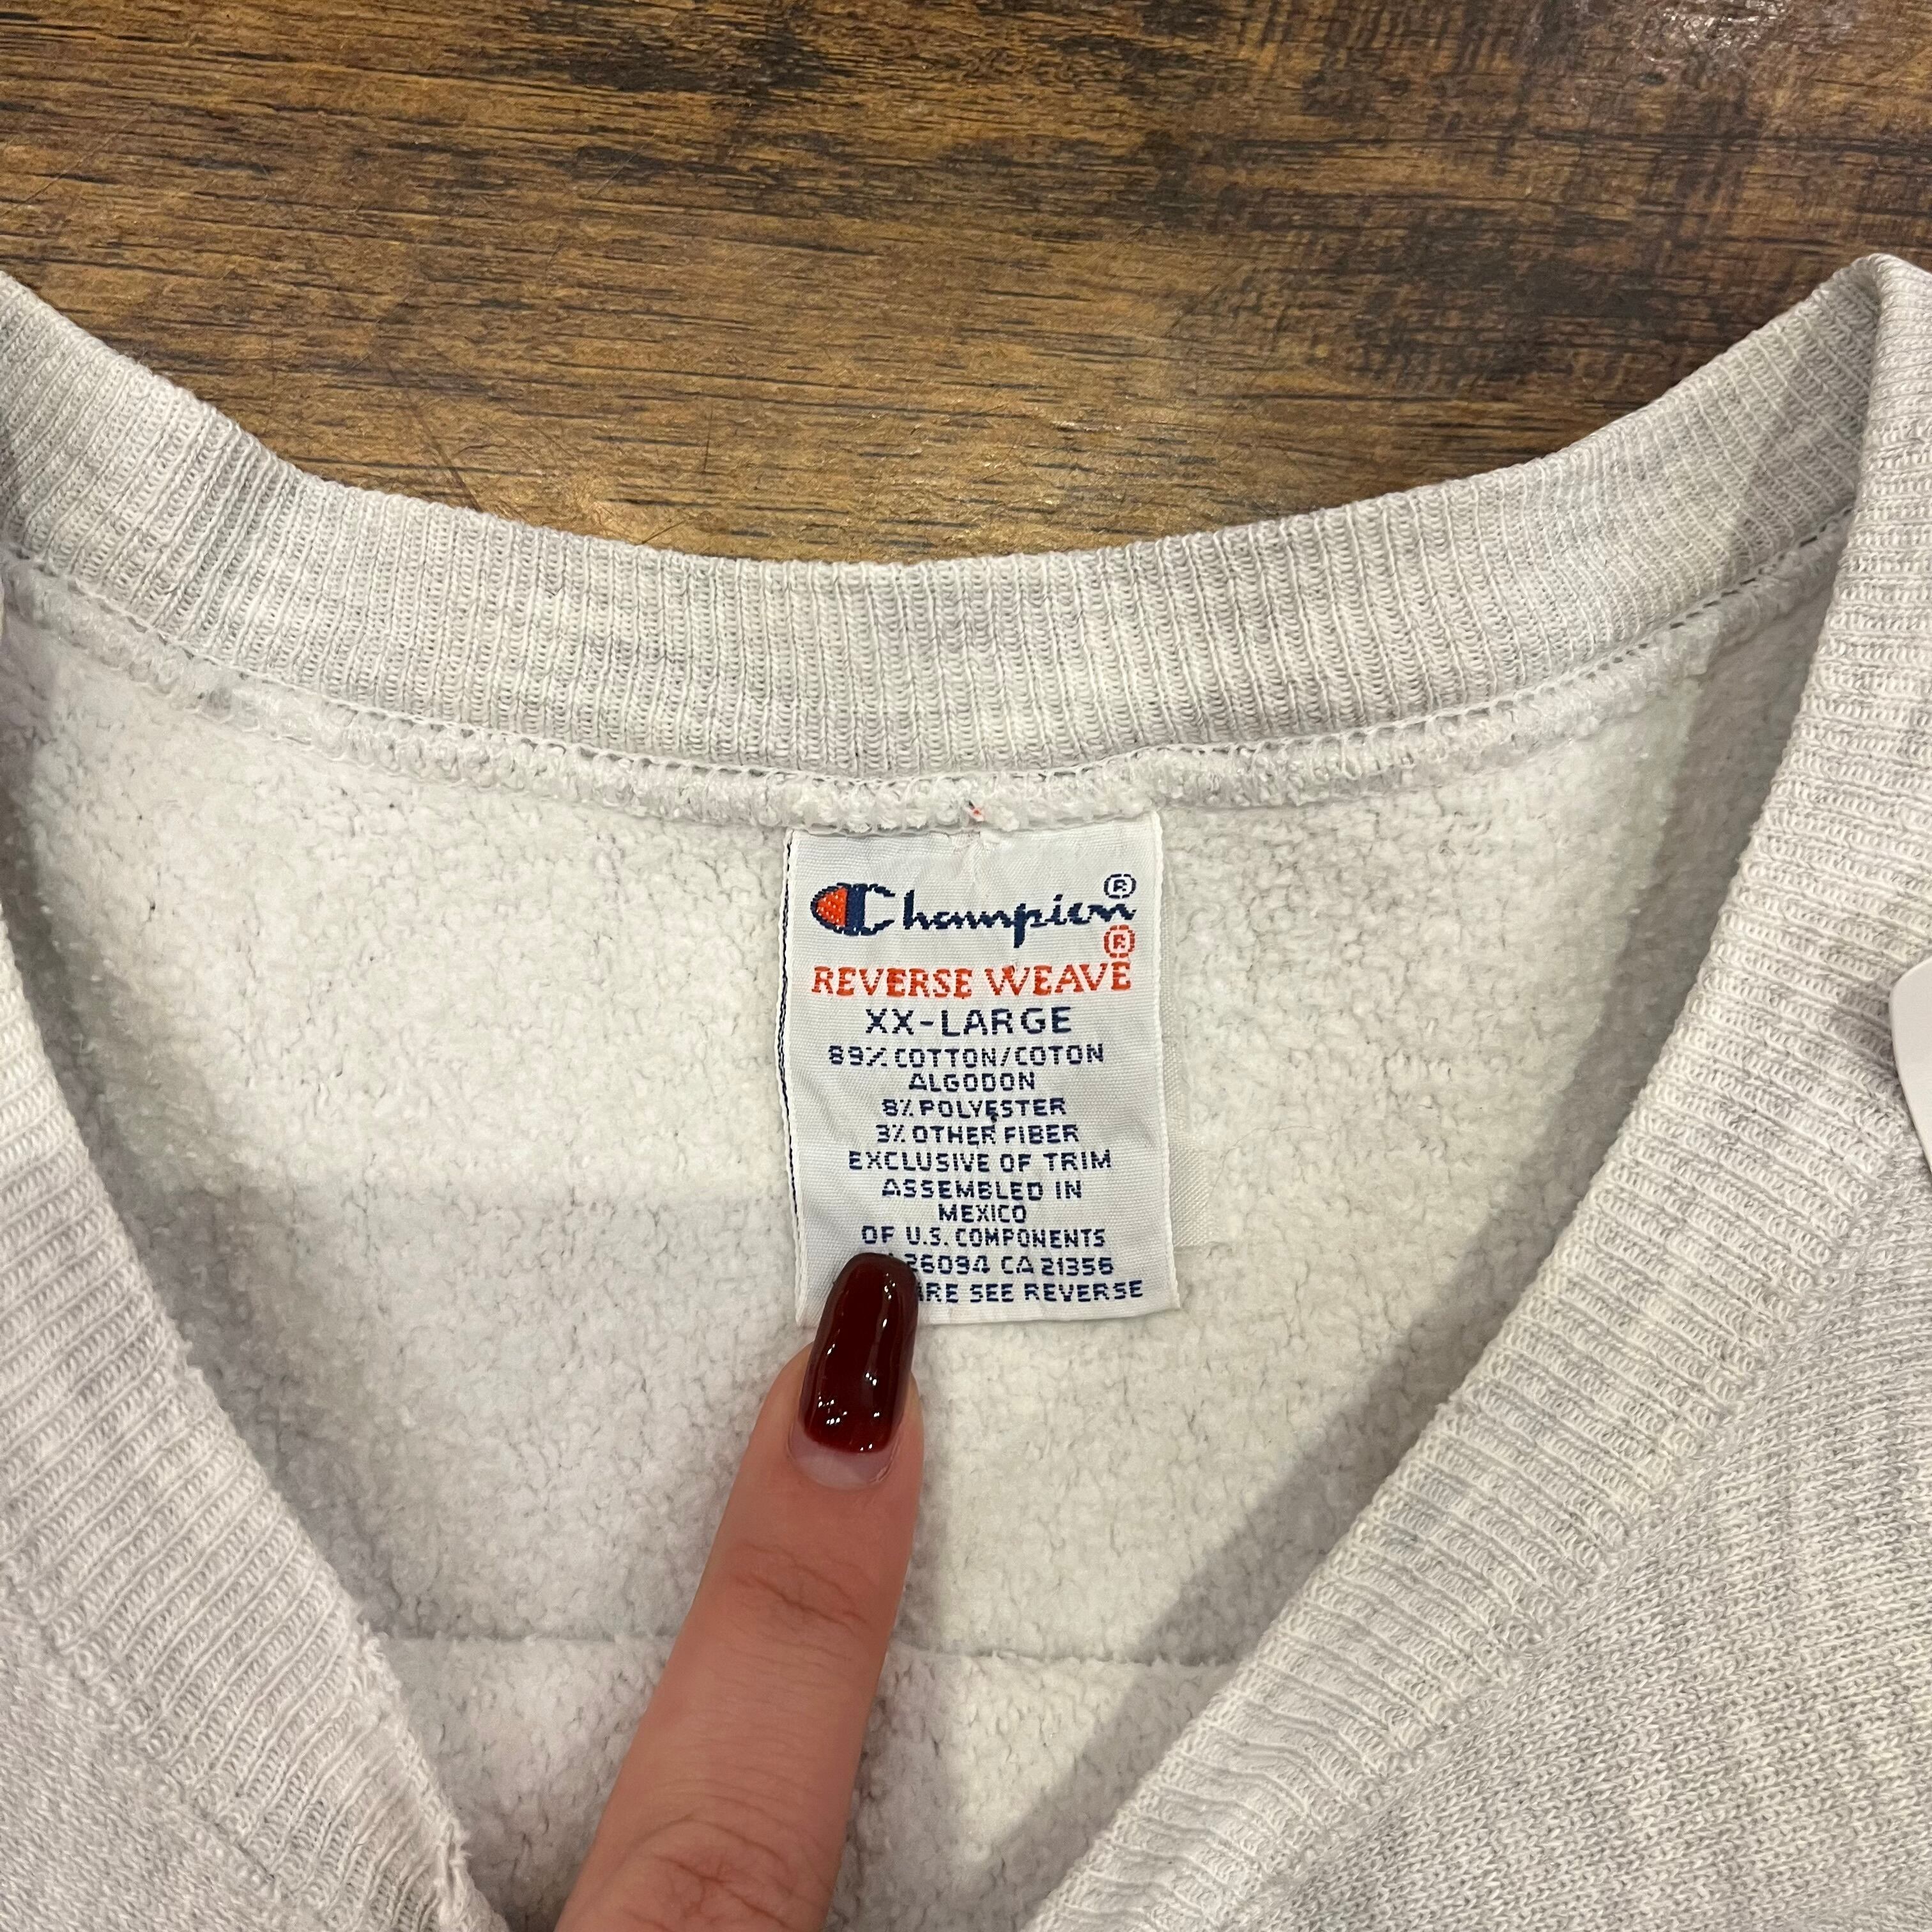 Champion®
REVERSE WEAVE®
XX-LARGE
89% COTTON/COTON
ALGODON
8% POLYESTER
3% OTHER FIBER
EXCLUSIVE OF TRIM
ASSEMBLED IN
MEXICO
OF U.S. COMPONENTS
26094 CA 21356
SEE REVERSE